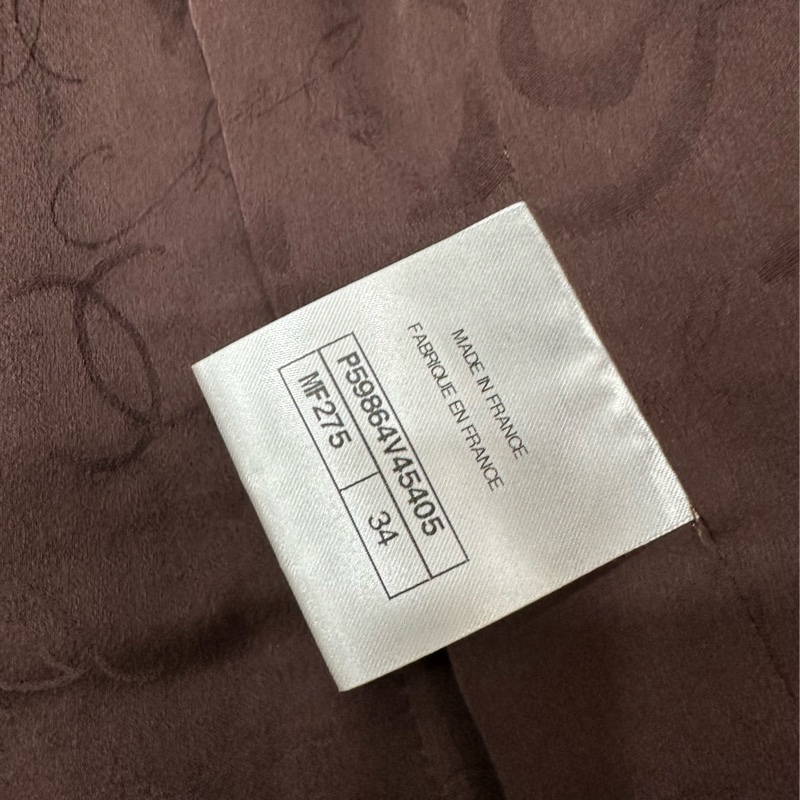 MADE IN FRANCE
FABRIQUE EN FRANCE
P59864V45405
MF275 34